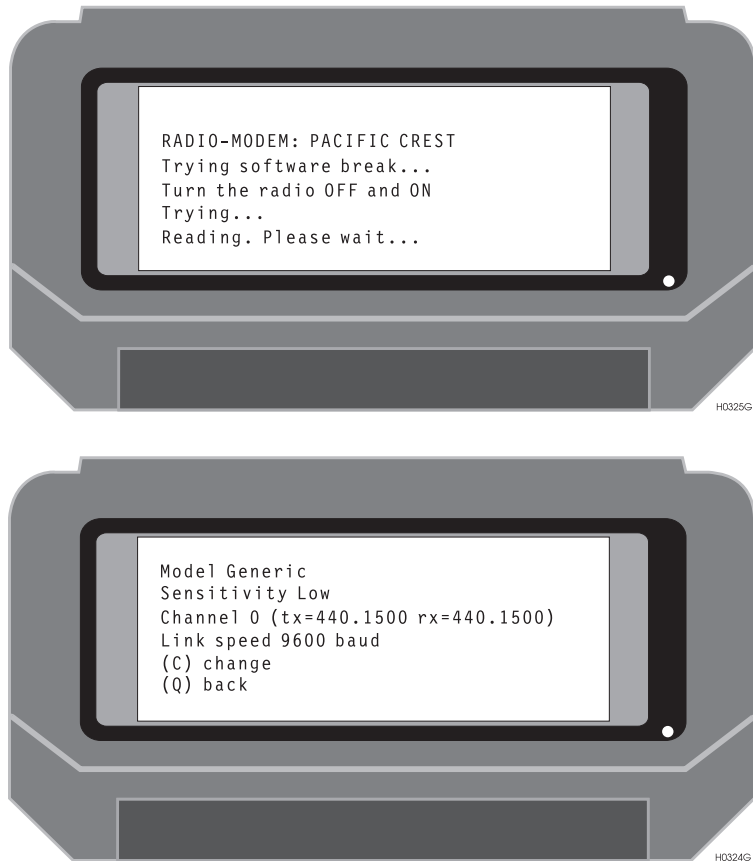 RADIO-MODEM: PACIFIC CREST
Trying software break...
Turn the radio OFF and ON
Trying...
Reading. Please wait...
H0325G
Model Generic
Sensitivity Low
Channel 0 (tx=440.1500 rx=440.1500)
Link speed 9600 baud
(C) change
(Q) back
H0324G